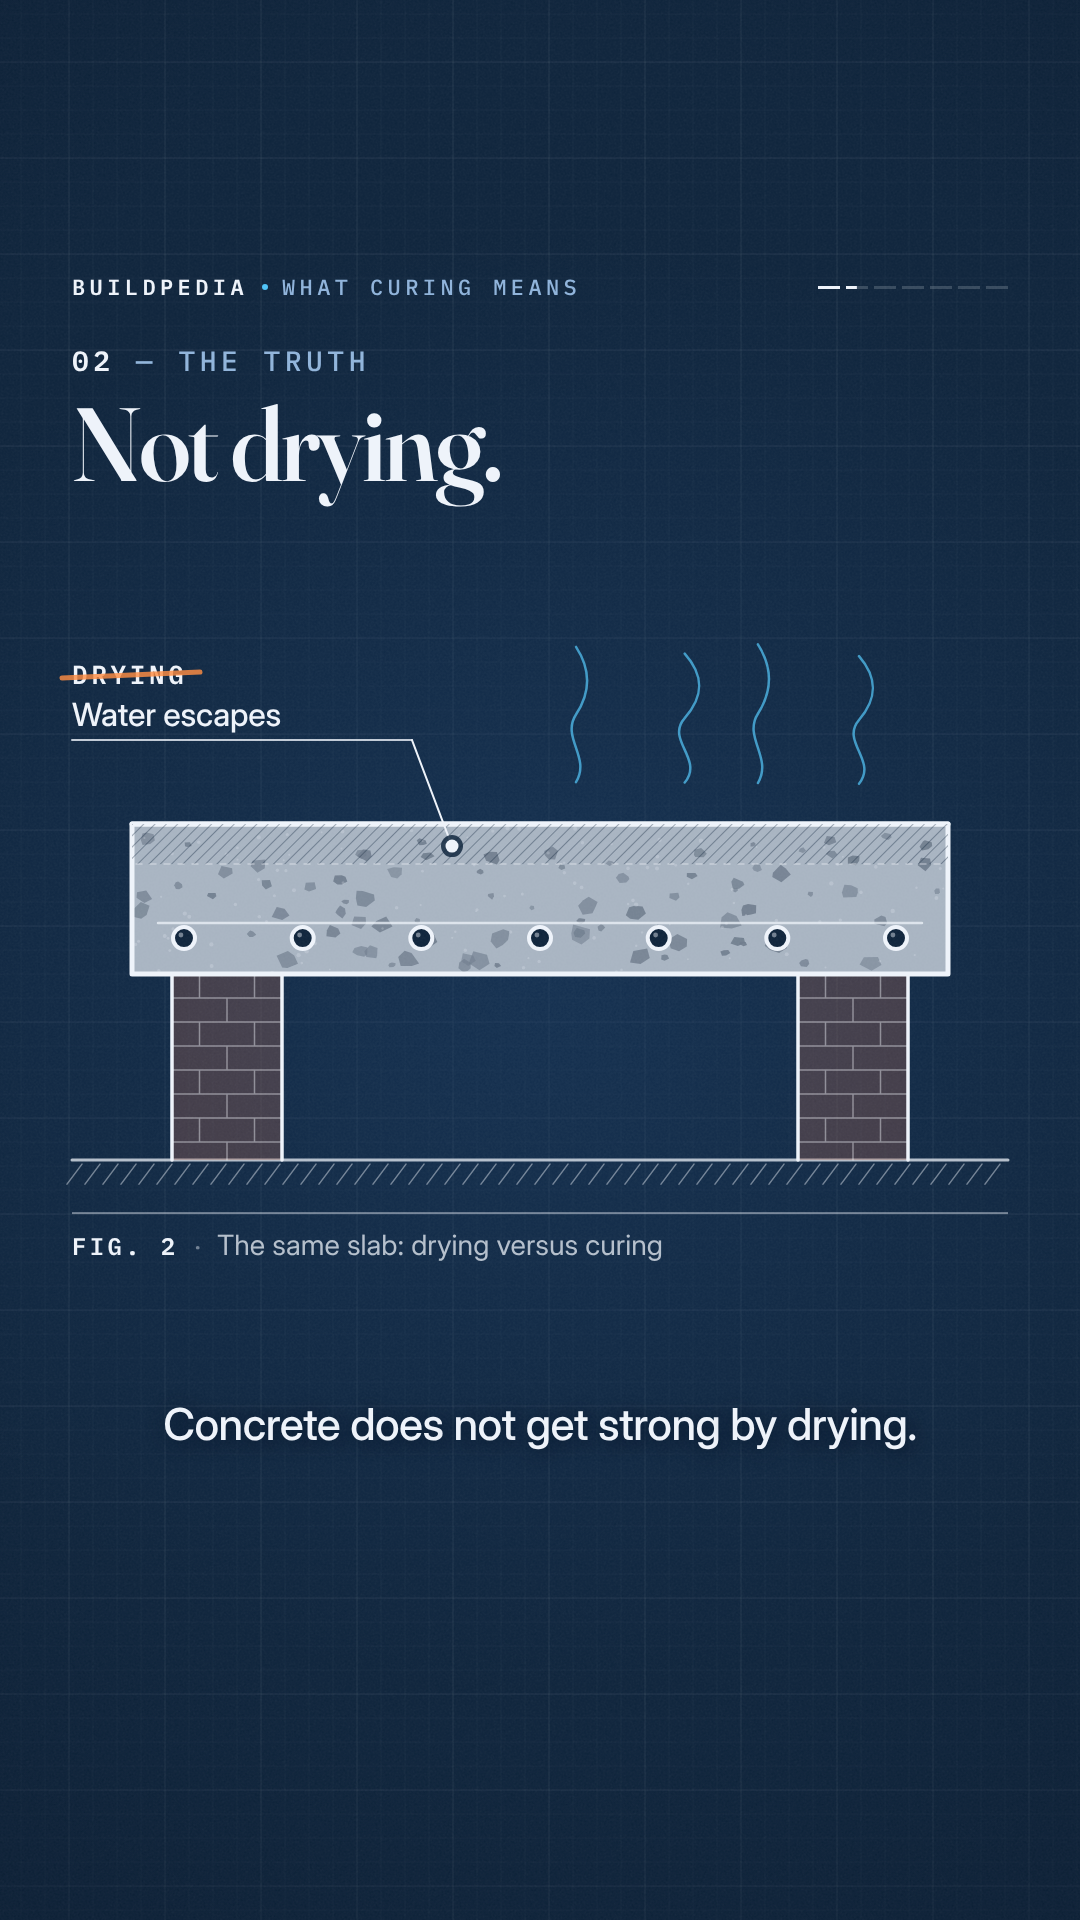 BUILDPEDIA • WHAT CURING MEANS
02 — THE TRUTH
Not drying.
DRYING
Water escapes
FIG. 2 · The same slab: drying versus curing
Concrete does not get strong by drying.